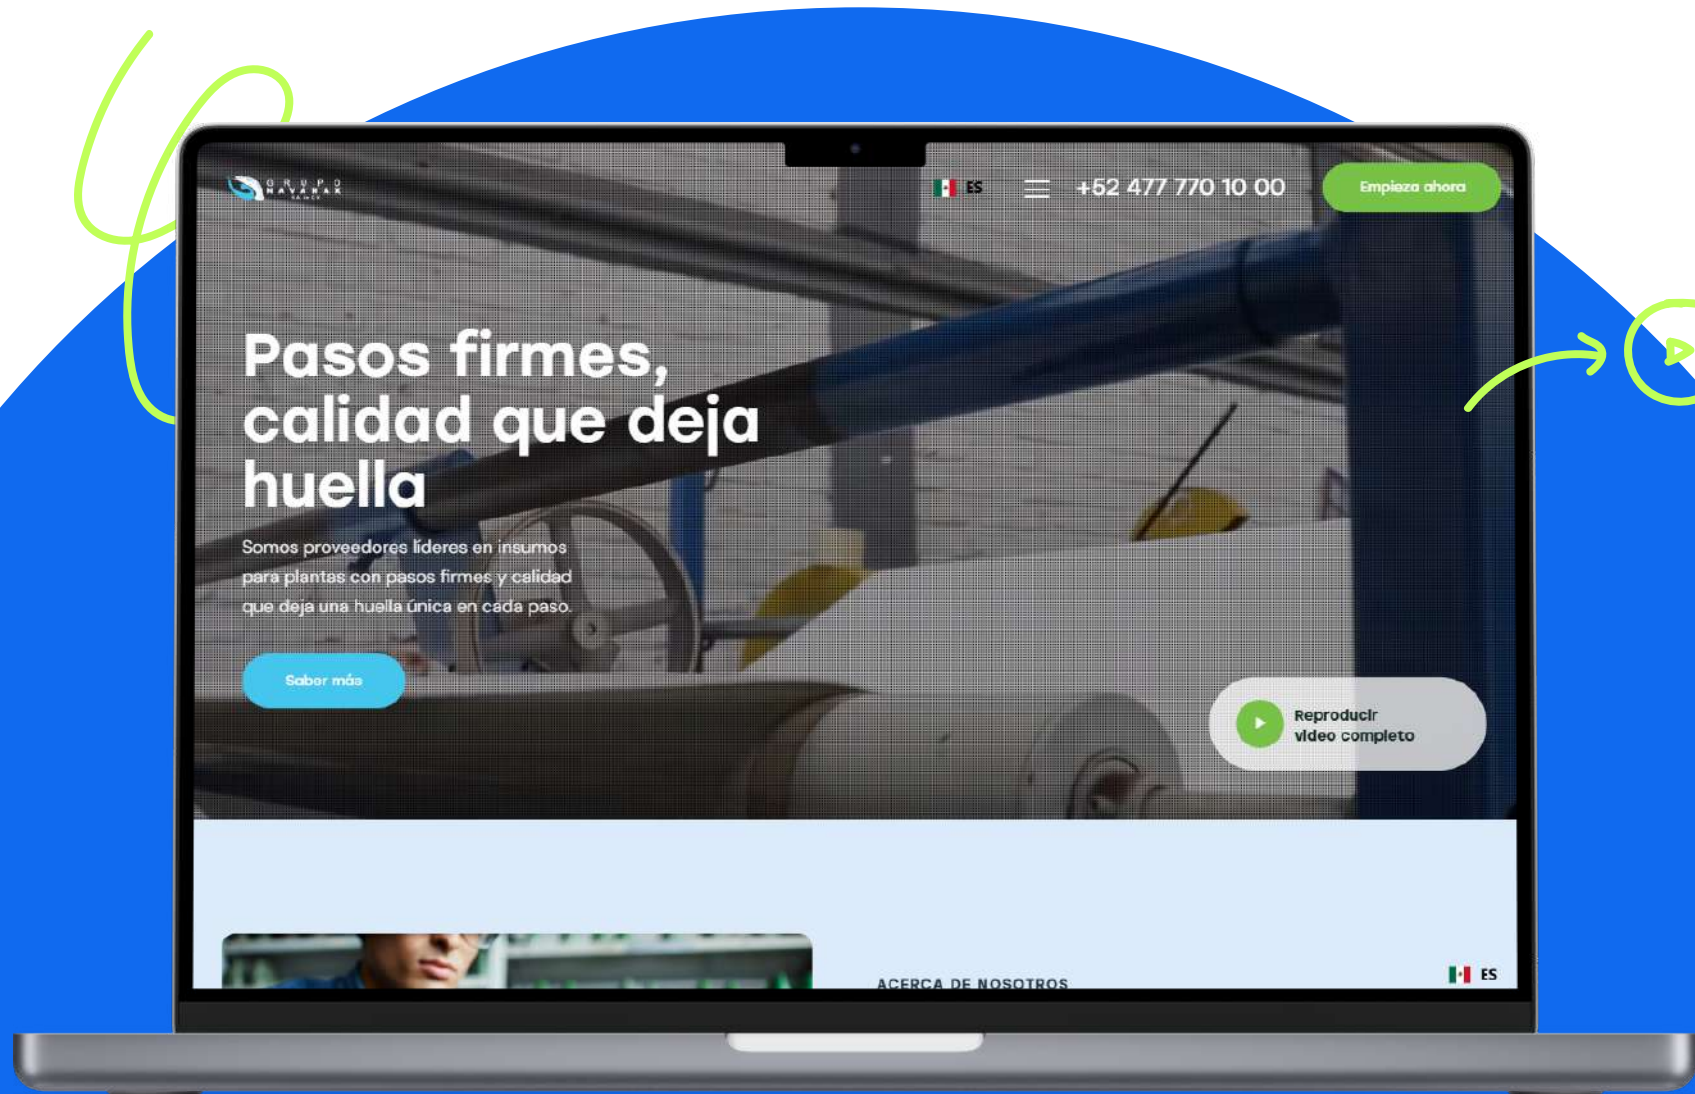 GRUPO
NAVARAK
ES
+52 477 770 10 00
Empieza ahora
Pasos firmes,
calidad que deja
huella
Somos proveedores líderes en insumos
para plantas con pasos firmes y calidad
que deja una huella única en cada paso.
Saber más
Reproducir
video completo
ACERCA DE NOSOTROS
ES